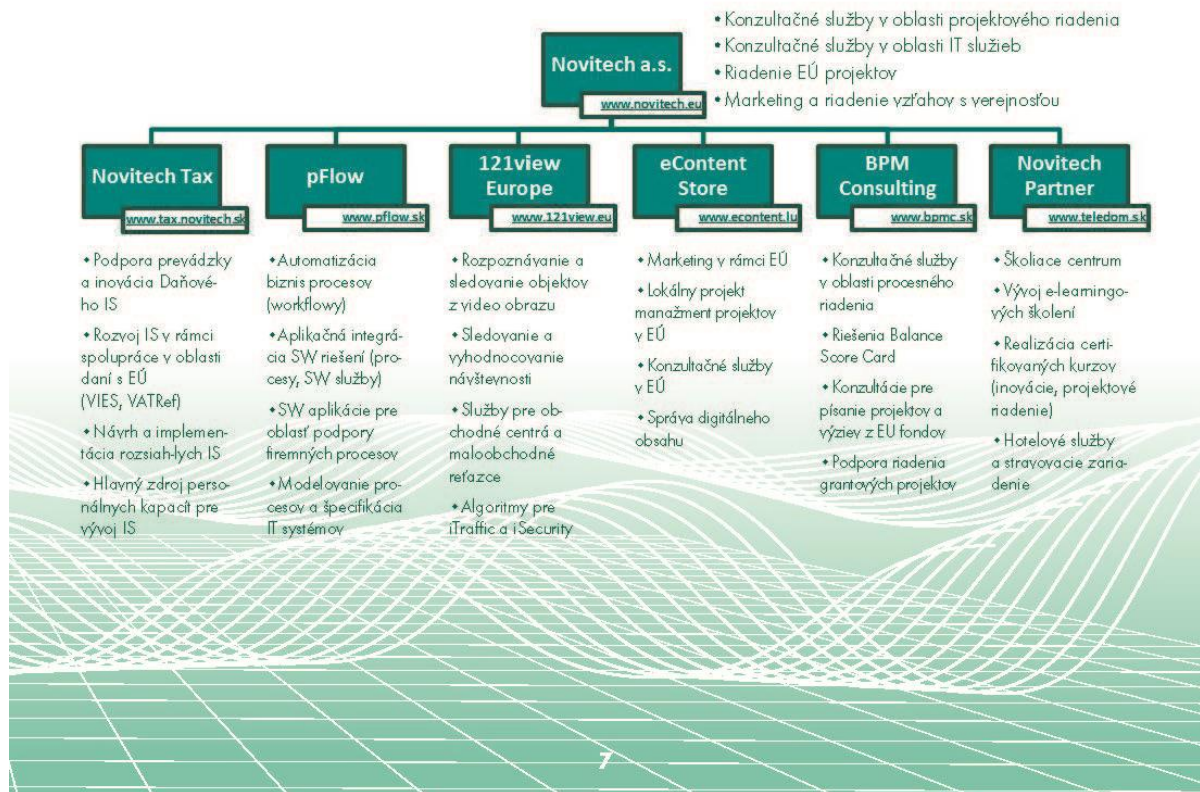 • Konzultačné služby v oblasti projektového riadenia
• Konzultačné služby v oblasti IT služieb
• Riadenie EÚ projektov
• Marketing a riadenie vzťahov s verejnosťou
Novitech a.s.
www.novitech.eu
Novitech Tax
www.tax.novitech.sk
• Podpora prevádzky
a inovácia Daňové-
ho IS
• Rozvoj IS v rámci
spolupráce v oblasti
daní s EÚ
(VIES, VATRef)
• Návrh a implemen-
tácia rozsiah-lych IS
• Hlavný zdroj perso-
nálnych kapacít pre
vývoj IS
pFlow
www.pflow.sk
• Automatizácia
biznis procesov
(workflowy)
• Aplikačná integrá-
cia SW riešení (pro-
cesy, SW služby)
• SW aplikácie pre
oblasť podpory
firemných procesov
• Modelovanie pro-
cesov a špecifikácia
IT systémov
121view
Europe
www.121view.eu
• Rozpoznávanie a
sledovanie objektov
z video obrazu
• Sledovanie a
vyhodnocovanie
návštevnosti
• Služby pre ob-
chodné centrá a
maloobchodné
reťazce
• Algoritmy pre
iTraffic a iSecurity
eContent
Store
www.econtent.lu
• Marketing v rámci EÚ
• Lokálny projekt
manažment projektov
v EÚ
• Konzultačné služby
v EÚ
• Správa digitálneho
obsahu
BPM
Consulting
www.bpmc.sk
• Konzultačné služby
v oblasti procesného
riadenia
• Riešenia Balance
Score Card
• Konzultácie pre
písanie projektov a
výziev z EU fondov
• Podpora riadenia
grantových projektov
Novitech
Partner
www.teledom.sk
• Školiace centrum
• Vývoj e-learningo-
vých školení
• Realizácia certi-
fikovaných kurzov
(inovácie, projektové
riadenie)
• Hotelové služby
a stravovacie zaria-
denie
7